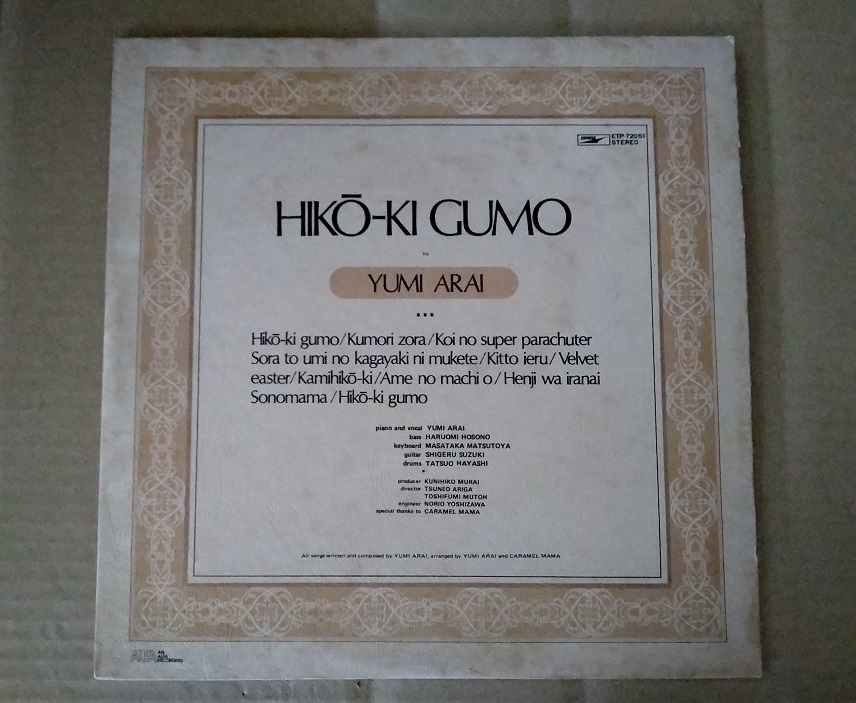 EXPRESS
ETP-72051
STEREO
HIKŌ-KI GUMO
by
YUMI ARAI
***
Hikō-ki gumo/Kumori zora/Koi no super parachuter
Sora to umi no kagayaki ni mukete/Kitto ieru/Velvet
easter/Kamihikō-ki/Ame no machi o/Henji wa iranai
Sonomama/Hikō-ki gumo
piano and vocal YUMI ARAI
bass HARUOMI HOSONO
keyboard MASATAKA MATSUTOYA
guitar SHIGERU SUZUKI
drums TATSUO HAYASHI
*
producer KUNIHIKO MURAI
director TSUNEO ARIGA
TOSHIFUMI MUTOH
engineer NORIO YOSHIZAWA
special thanks to CARAMEL MAMA
All songs written and composed by YUMI ARAI, arranged by YUMI ARAI and CARAMEL MAMA
ALFA
AN
ALFA
RECORDING